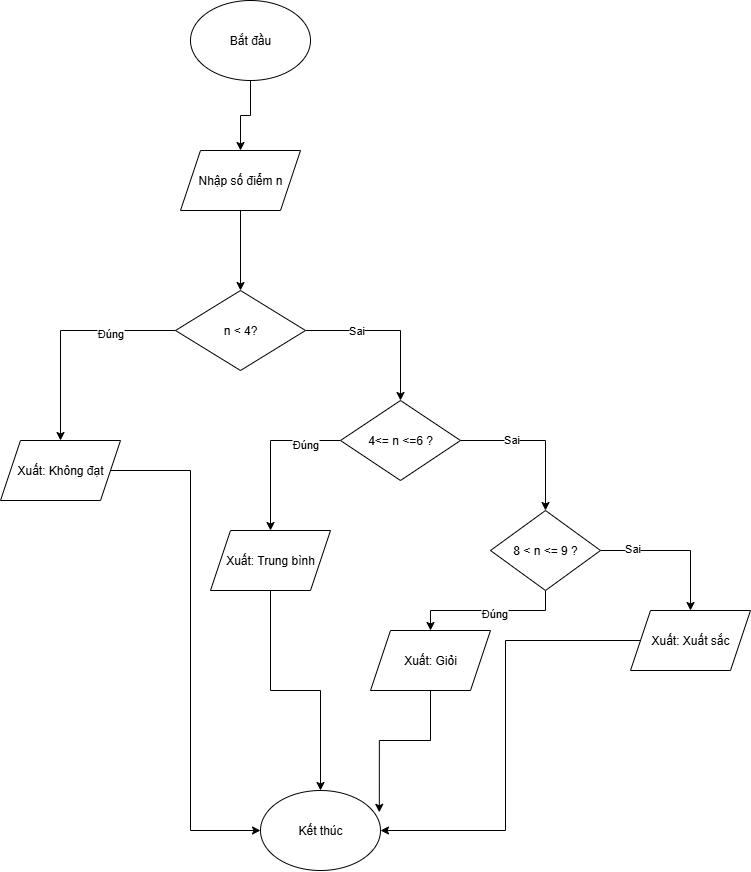 Bắt đầu
Nhập số điểm n
n < 4?
Đúng
Sai
4<= n <=6 ?
Xuất: Không đạt
Đúng
Sai
8 < n <= 9 ?
Sai
Xuất: Trung bình
Đúng
Xuất: Xuất sắc
Xuất: Giỏi
Kết thúc